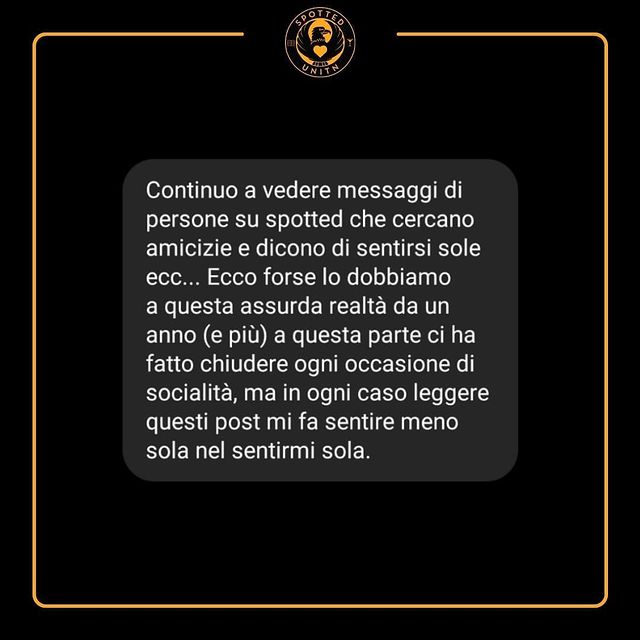 SPOTTED
UNITN
Continuo a vedere messaggi di
persone su spotted che cercano
amicizie e dicono di sentirsi sole
ecc... Ecco forse lo dobbiamo
a questa assurda realtà da un
anno (e più) a questa parte ci ha
fatto chiudere ogni occasione di
socialità, ma in ogni caso leggere
questi post mi fa sentire meno
sola nel sentirmi sola.